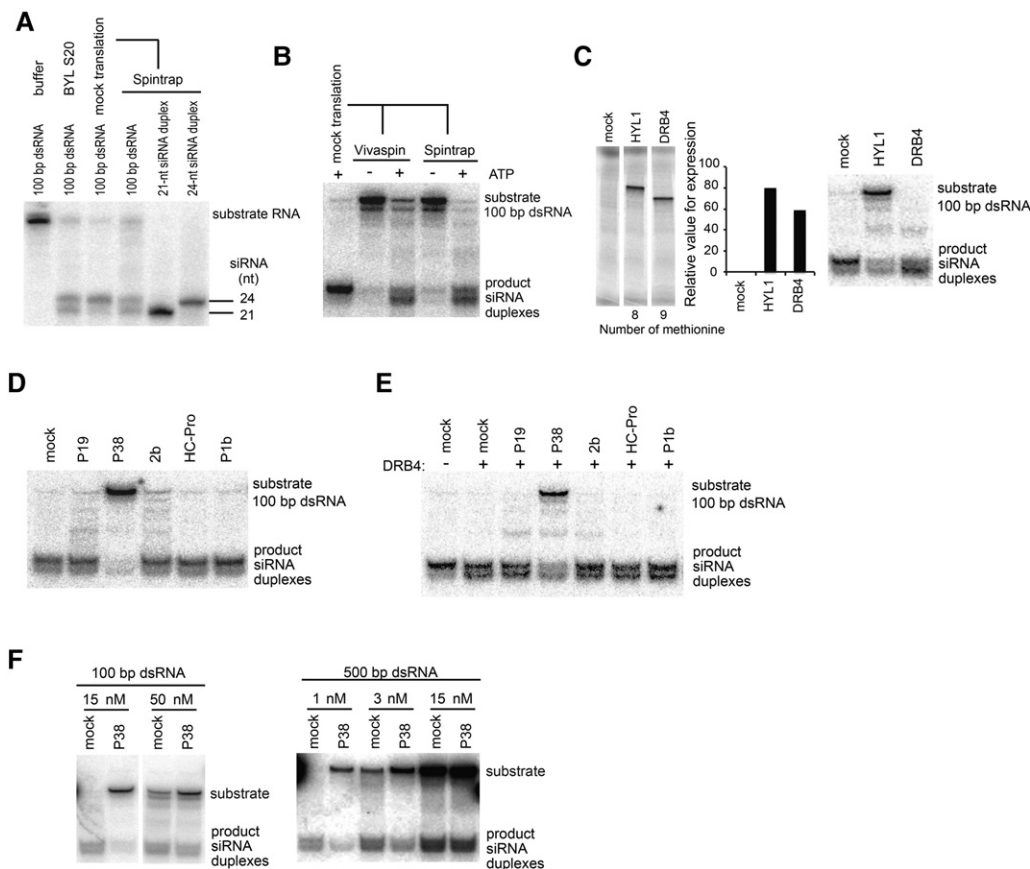 A
buffer
BYL S20
mock translation
Spintrap
100 bp dsRNA
100 bp dsRNA
100 bp dsRNA
100 bp dsRNA
21-nt siRNA duplex
24-nt siRNA duplex
substrate RNA
siRNA
(nt)
24
21
B
mock translation
Vivaspin
Spintrap
+ - + - + ATP
substrate
100 bp dsRNA
product
siRNA
duplexes
C
mock
HYL1
DRB4
8 9
Number of methionine
Relative value for expression
100
80
60
40
20
0
mock
HYL1
DRB4
mock
HYL1
DRB4
substrate
100 bp dsRNA
product
siRNA
duplexes
D
mock
P19
P38
2b
HC-Pro
P1b
substrate
100 bp dsRNA
product
siRNA
duplexes
E
mock
mock
P19
P38
2b
HC-Pro
P1b
DRB4: - + + + + + +
substrate
100 bp dsRNA
product
siRNA
duplexes
F
100 bp dsRNA
15 nM 50 nM
mock
P38
mock
P38
substrate
product
siRNA
duplexes
500 bp dsRNA
1 nM 3 nM 15 nM
mock
P38
mock
P38
mock
P38
substrate
product
siRNA
duplexes